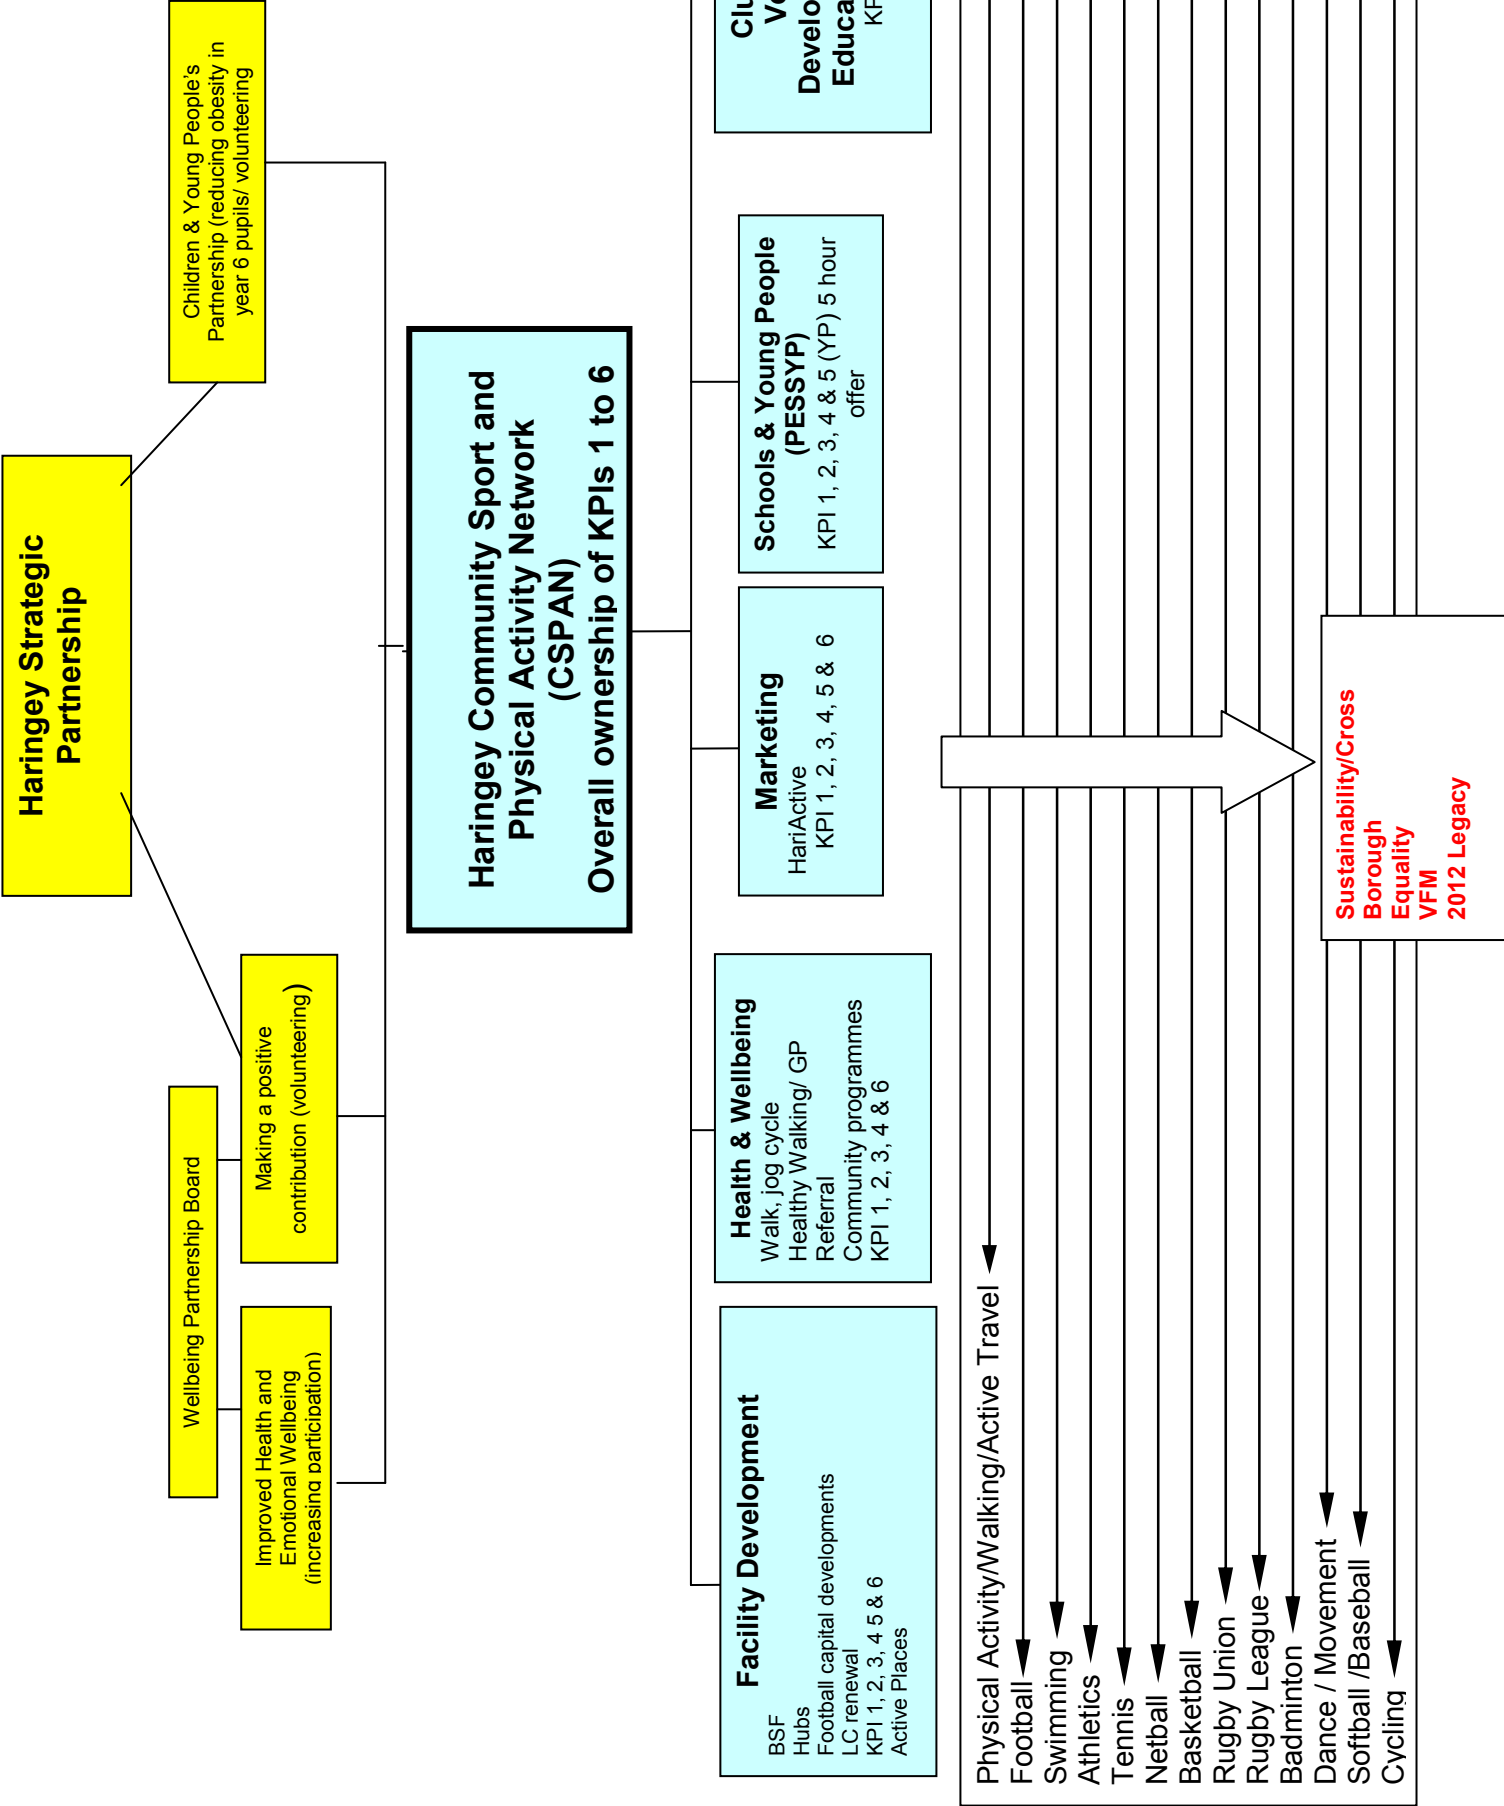 Haringey Strategic
Partnership
Wellbeing Partnership Board
Children & Young People's
Partnership (reducing obesity in
year 6 pupils/ volunteering
Improved Health and
Emotional Wellbeing
(increasing participation)
Making a positive
contribution (volunteering)
Haringey Community Sport and
Physical Activity Network
(CSPAN)
Overall ownership of KPIs 1 to 6
Facility Development
BSF
Hubs
Football capital developments
LC renewal
KPI 1, 2, 3, 4 5 & 6
Active Places
Health & Wellbeing
Walk, jog cycle
Healthy Walking/ GP
Referral
Community programmes
KPI 1, 2, 3, 4 & 6
Marketing
HariActive
KPI 1, 2, 3, 4, 5 & 6
Schools & Young People
(PESSYP)
KPI 1, 2, 3, 4 & 5 (YP) 5 hour
offer
Physical Activity/Walking/Active Travel
Football
Swimming
Athletics
Tennis
Netball
Basketball
Rugby Union
Rugby League
Badminton
Dance / Movement
Softball /Baseball
Cycling
Sustainability/Cross
Borough
Equality
VFM
2012 Legacy